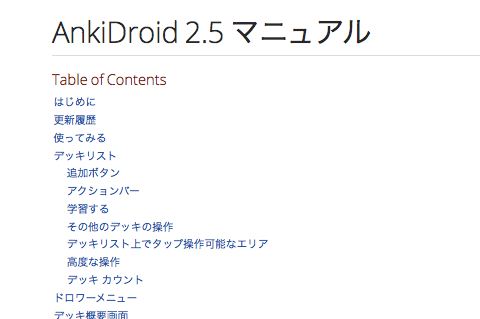 AnkiDroid 2.5 マニュアル
Table of Contents
はじめに
更新履歴
使ってみる
デッキリスト
追加ボタン
アクションバー
学習する
その他のデッキの操作
デッキリスト上でタップ操作可能なエリア
高度な操作
デッキ カウント
ドロワーメニュー
デッキ概要画面